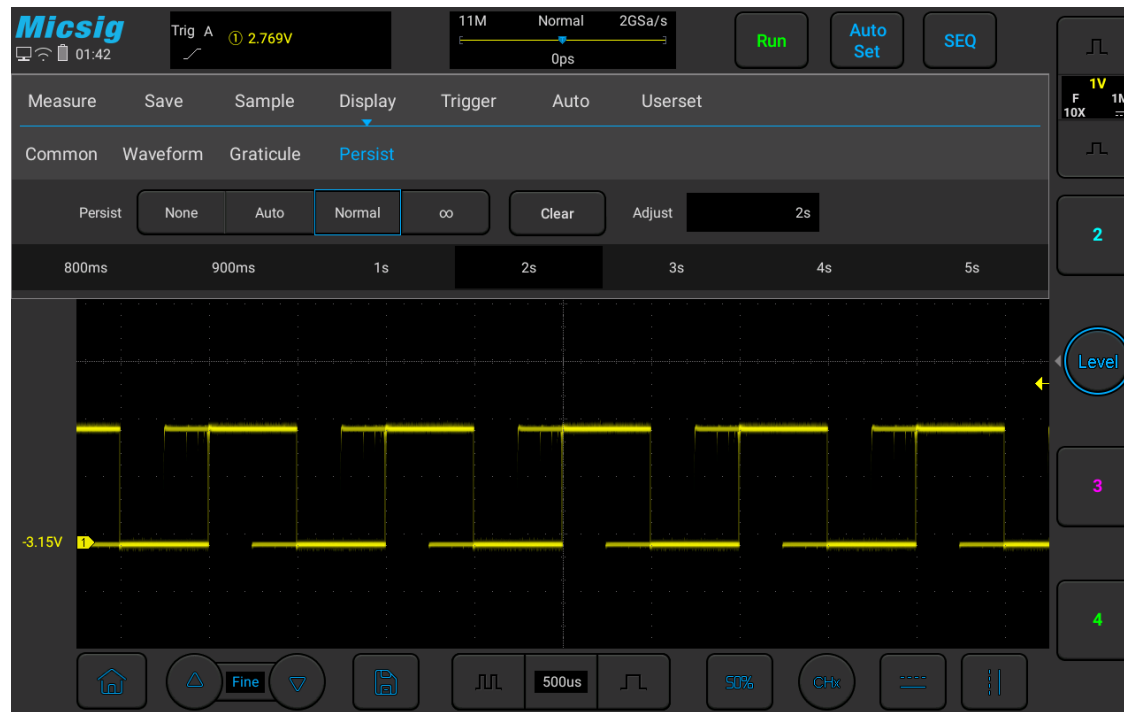 Micsig
01:42
Trig A
① 2.769V
11M Normal 2GSa/s
0ps
Run
Auto
Set
SEQ
Measure Save Sample Display Trigger Auto Userset
Common Waveform Graticule Persist
Persist None Auto Normal ∞ Clear Adjust 2s
800ms 900ms 1s 2s 3s 4s 5s
1V
F 1M
10X
2
Level
3
-3.15V 1
4
Fine
500us
50%
CHx